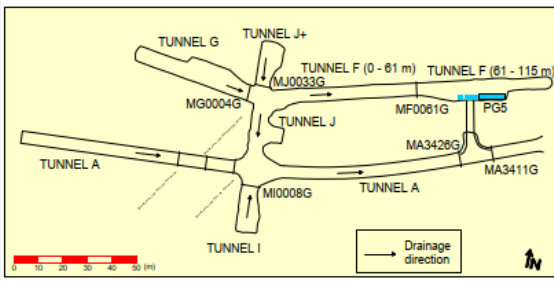 TUNNEL J+
TUNNEL G
MJ0033G
TUNNEL F (0 - 61 m)
TUNNEL F (61 - 115 m)
MG0004G
MF0061G
PG5
TUNNEL J
MA3426G
TUNNEL A
MA3411G
MI0008G
TUNNEL A
TUNNEL I
Drainage
direction
0 10 20 30 40 50 (m)
N